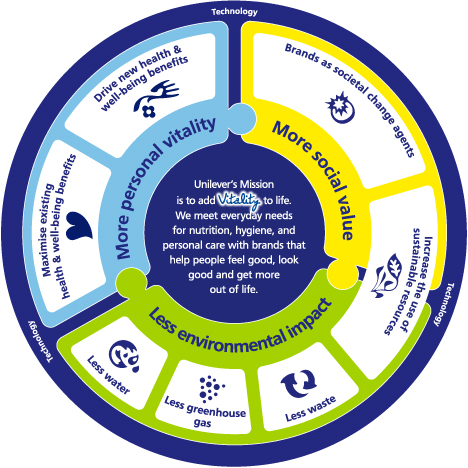 Technology
Drive new health &
well-being benefits
Brands as societal change agents
More personal vitality
More social value
Maximise existing
health & well-being benefits
Unilever's Mission
is to add Vitality to life.
We meet everyday needs
for nutrition, hygiene, and
personal care with brands that
help people feel good, look
good and get more
out of life.
Increase the use of
sustainable resources
Technology
Technology
Less environmental impact
Less water
Less greenhouse
gas
Less waste